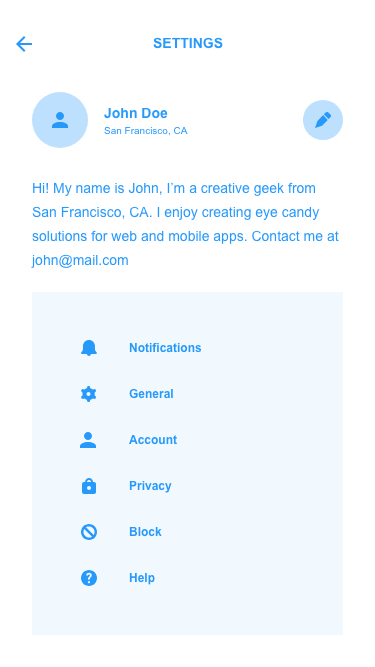 SETTINGS
John Doe
San Francisco, CA
Hi! My name is John, I’m a creative geek from
San Francisco, CA. I enjoy creating eye candy
solutions for web and mobile apps. Contact me at
john@mail.com
Notifications
General
Account
Privacy
Block
Help